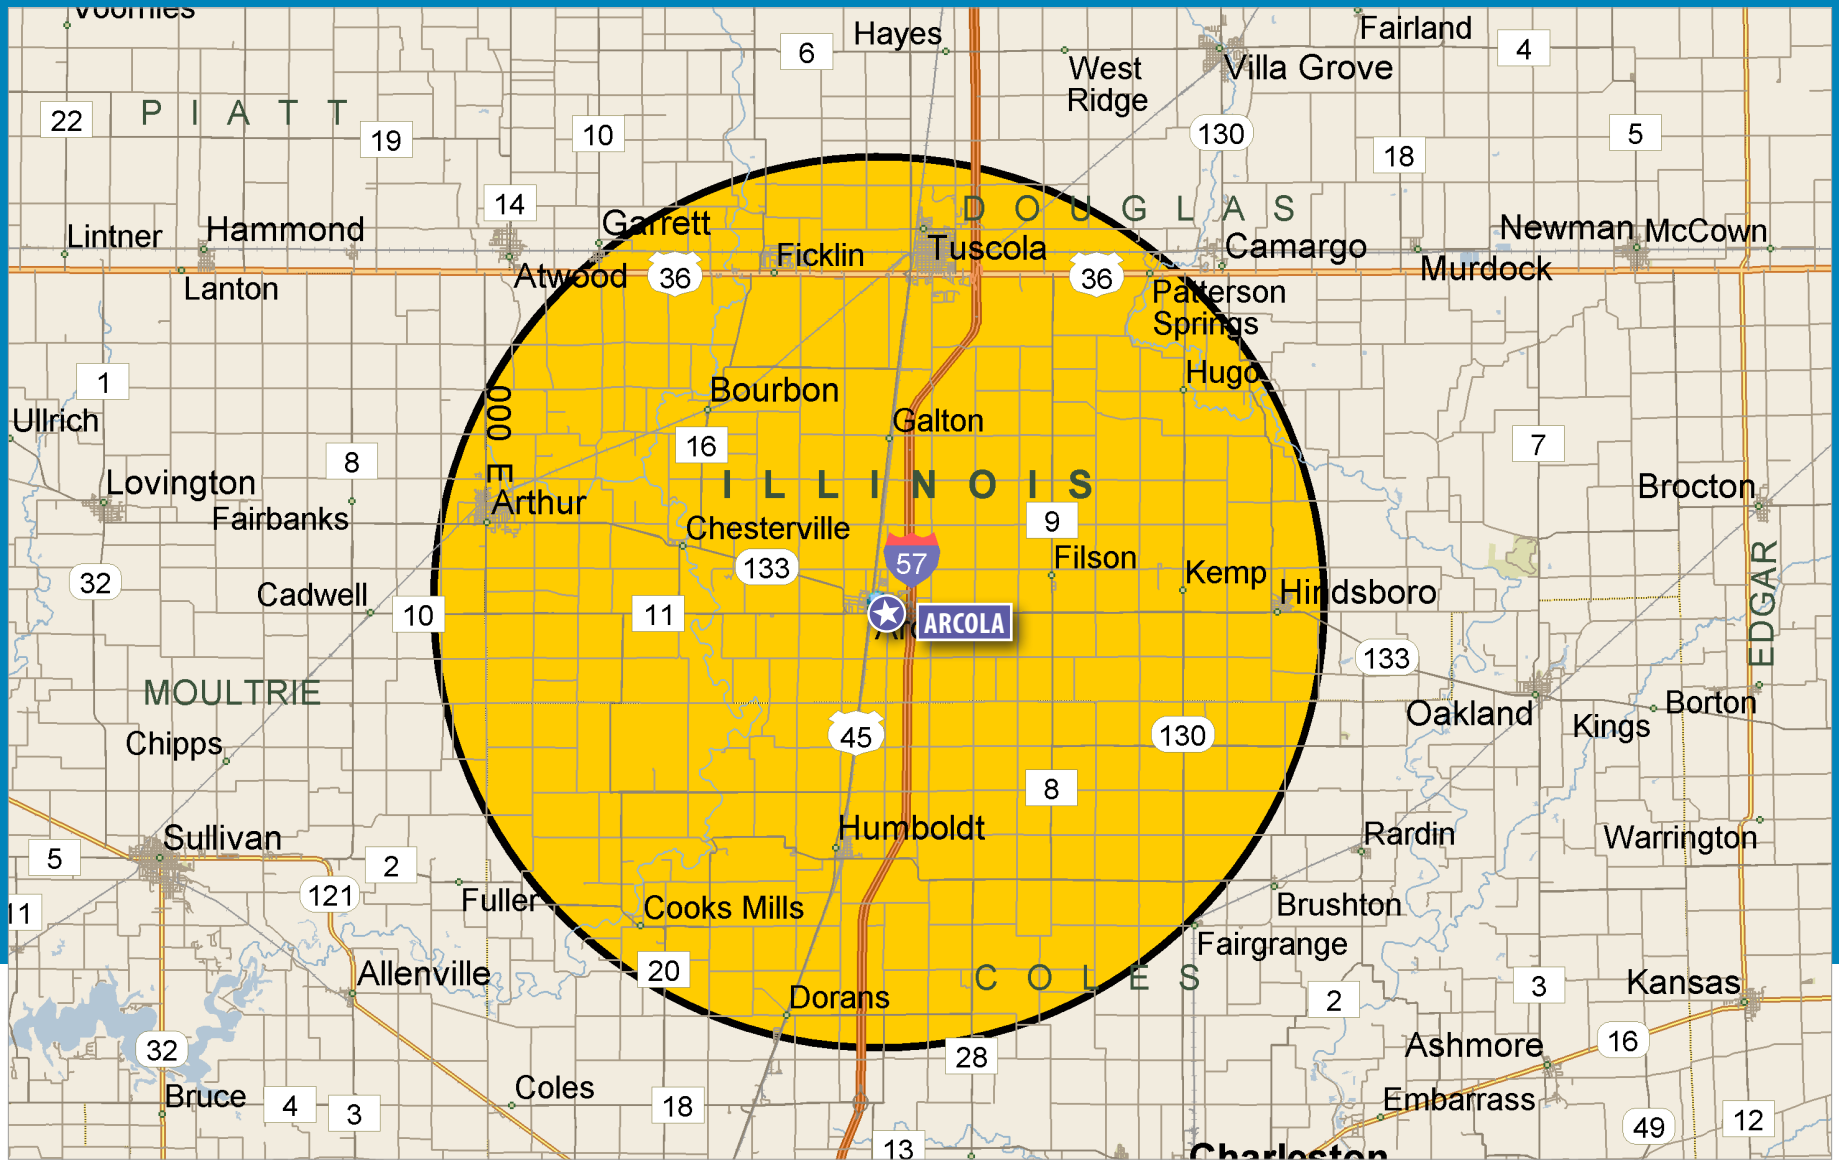 Voorhies
Hayes
Fairland
6
4
West
Ridge
Villa Grove
PIATT
22
19
10
130
18
5
14
DOUGLAS
Garrett
Lintner
Hammond
Ficklin
Tuscola
Camargo
Newman
McCown
Lanton
Atwood
36
36
Murdock
Patterson
Springs
1
Hugo
Bourbon
000 E
Ullrich
Galton
8
16
7
Lovington
ILLINOIS
Brocton
Fairbanks
Arthur
Chesterville
9
32
133
57
Filson
Kemp
Cadwell
Hindsboro
EDGAR
10
11
ARCOLA
133
MOULTRIE
Chipps
45
130
Oakland
Kings
Borton
8
Sullivan
Humboldt
Rardin
Warrington
5
2
121
11
Fuller
Cooks Mills
Brushton
Fairgrange
Allenville
20
COLES
Dorans
2
3
Kansas
32
28
Ashmore
16
Bruce
4
3
Coles
18
Embarrass
49
12
13
Charleston